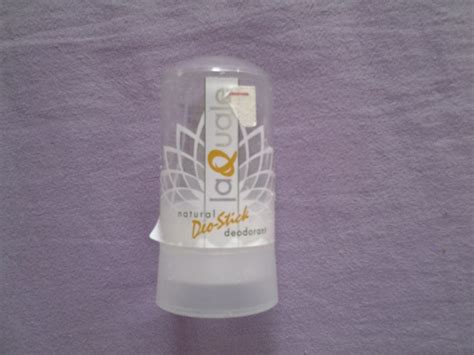 laQuale
natural
Deo-Stick
deodorant